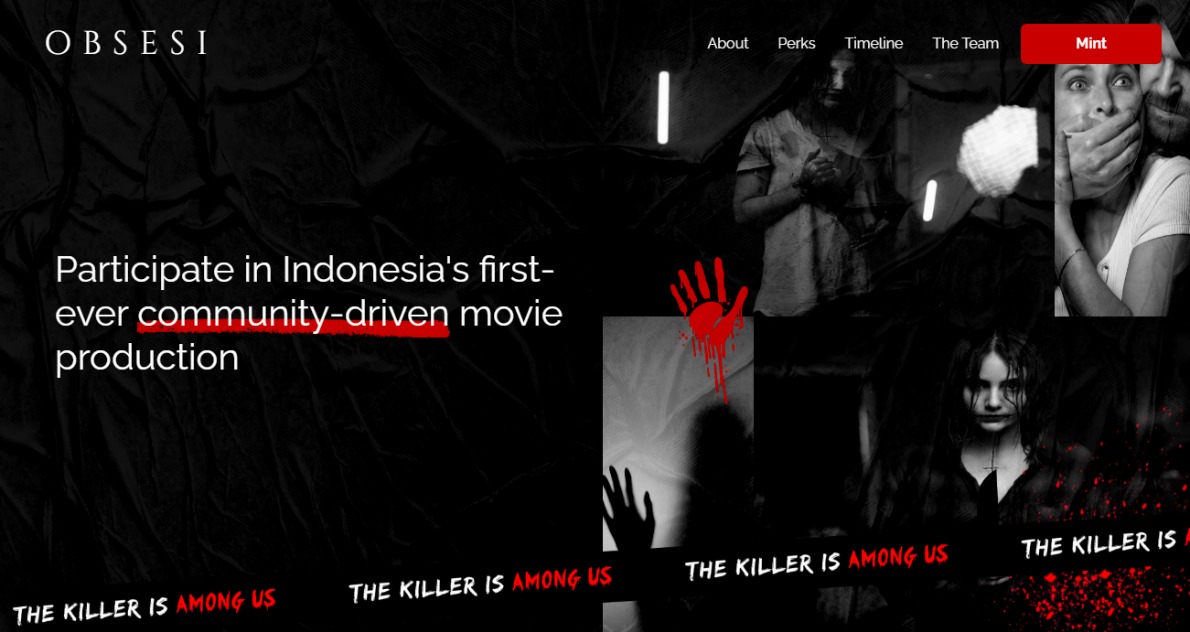 OBSESI
About
Perks
Timeline
The Team
Mint
Participate in Indonesia's first-
ever community-driven movie
production
THE KILLER IS AMONG US
THE KILLER IS AMONG US
THE KILLER IS AMONG US
THE KILLER IS